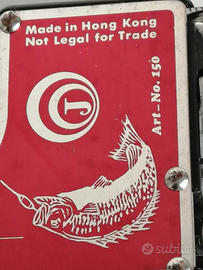 Made in Hong Kong
Not Legal for Trade
J
Art-No. 150
subito